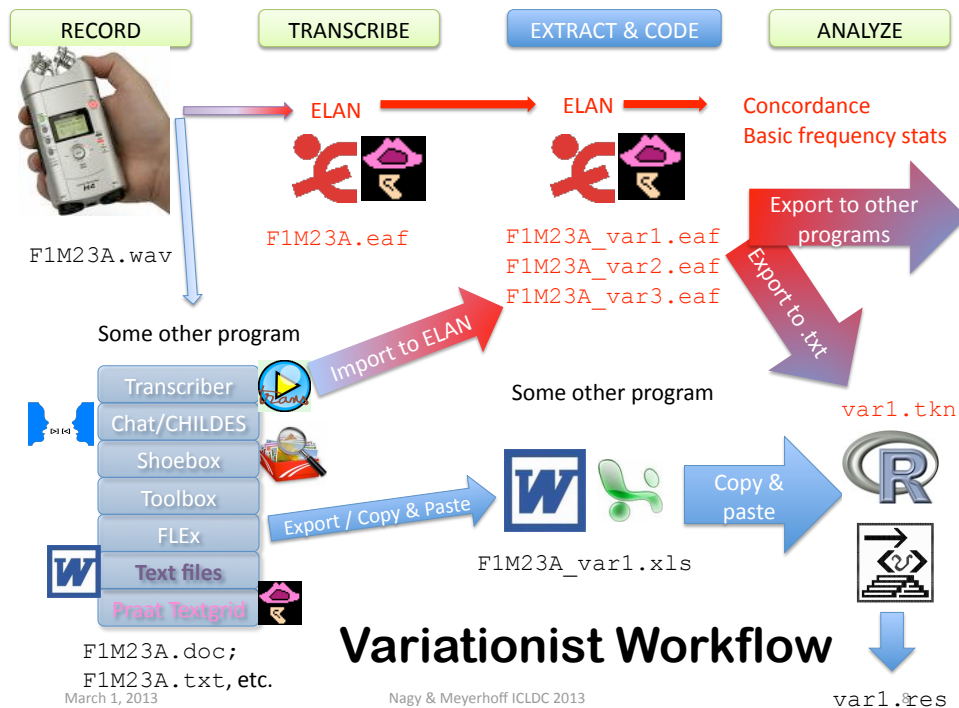 RECORD
TRANSCRIBE
EXTRACT & CODE
ANALYZE
ELAN
ELAN
Concordance
Basic frequency stats
H4
F1M23A.wav
F1M23A.eaf
F1M23A_var1.eaf
F1M23A_var2.eaf
F1M23A_var3.eaf
Export to other
programs
Export to .txt
Import to ELAN
Some other program
Transcriber
trans
Chat/CHILDES
Shoebox
Toolbox
FLEx
Text files
Praat Textgrid
W
F1M23A.doc;
F1M23A.txt, etc.
Export / Copy & Paste
Some other program
W
F1M23A_var1.xls
Copy &
paste
var1.tkn
R
var1.res
Variationist Workflow
March 1, 2013
Nagy & Meyerhoff ICLDC 2013
8